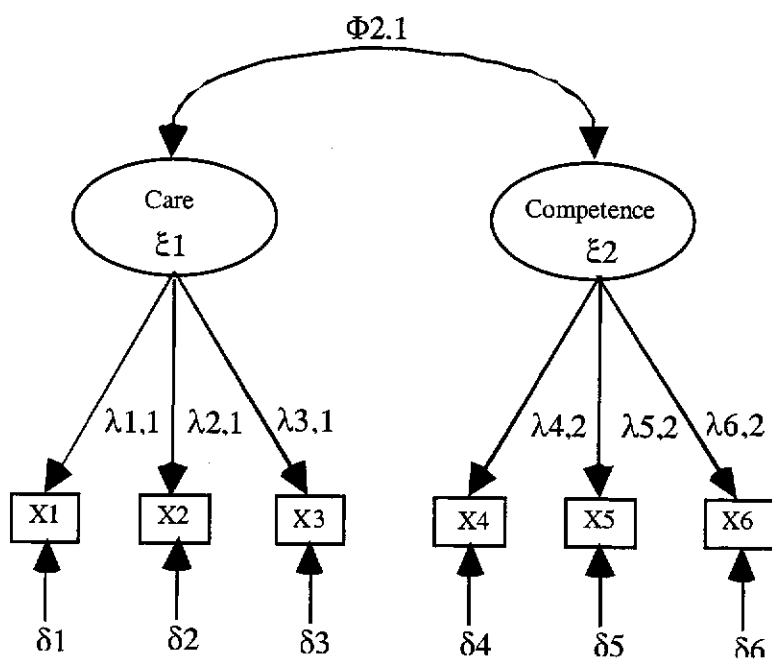 Φ2.1
Care
ξ1
Competence
ξ2
λ1,1 λ2,1 λ3,1
λ4,2 λ5,2 λ6,2
X1 X2 X3 X4 X5 X6
δ1 δ2 δ3 δ4 δ5 δ6